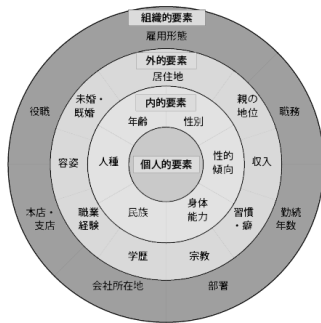 組織的要素
雇用形態
外的要素
居住地
未婚・
既婚
内的要素
親の
地位
役職
職務
年齢
性別
容姿
人種
個人的要素
性的
傾向
収入
本店・
支店
職業
経験
民族
身体
能力
習慣
・癖
勤続
年数
学歴
宗教
会社所在地
部署